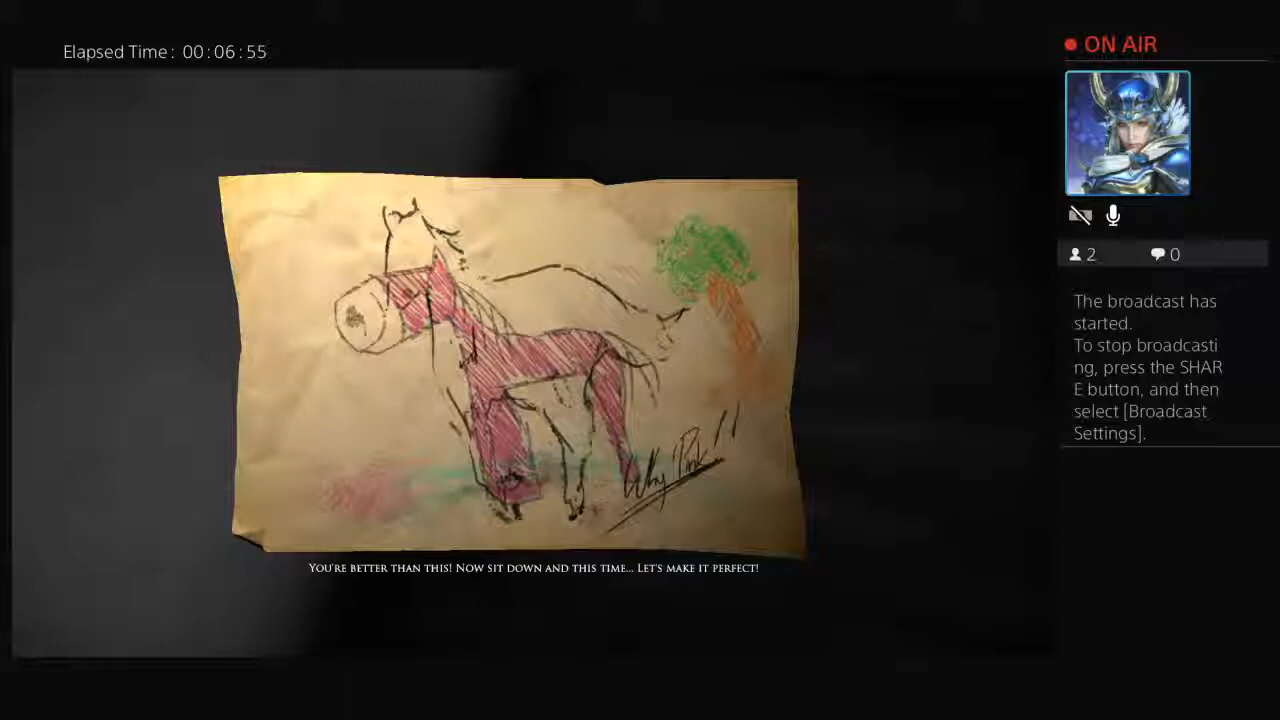 Elapsed Time: 00:06:55
ON AIR
2
0
The broadcast has
started.
To stop broadcasti
ng, press the SHAR
E button, and then
select [Broadcast
Settings].
Why Pink!!
You're better than this! Now sit down and this time... Let's make it perfect!